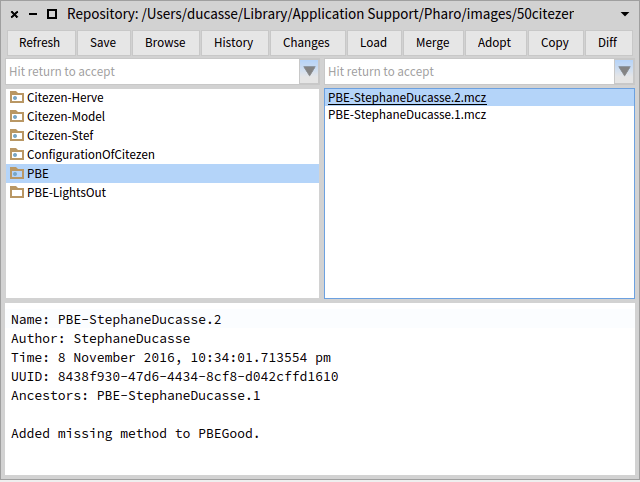 Repository: /Users/ducasse/Library/Application Support/Pharo/images/50citezer
Refresh Save Browse History Changes Load Merge Adopt Copy Diff
Hit return to accept Hit return to accept
Citezen-Herve
Citezen-Model
Citezen-Stef
ConfigurationOfCitezen
PBE
PBE-LightsOut
PBE-StephaneDucasse.2.mcz
PBE-StephaneDucasse.1.mcz
Name: PBE-StephaneDucasse.2
Author: StephaneDucasse
Time: 8 November 2016, 10:34:01.713554 pm
UUID: 8438f930-47d6-4434-8cf8-d042cffd1610
Ancestors: PBE-StephaneDucasse.1
Added missing method to PBEGood.